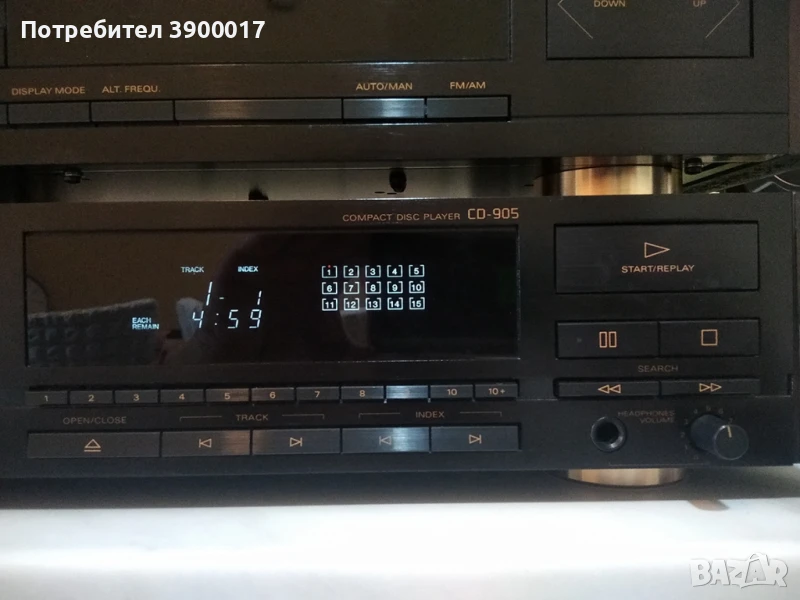 Потребител 3900017
DOWN UP
DISPLAY MODE ALT. FREQU. AUTO/MAN FM/AM
COMPACT DISC PLAYER CD-905
TRACK INDEX
1 - 1
EACH REMAIN 4:59
1 2 3 4 5
6 7 8 9 10
11 12 13 14 15
START/REPLAY
SEARCH
1 2 3 4 5 6 7 8 10 10+
OPEN/CLOSE TRACK INDEX
HEADPHONES
VOLUME
BAZAR